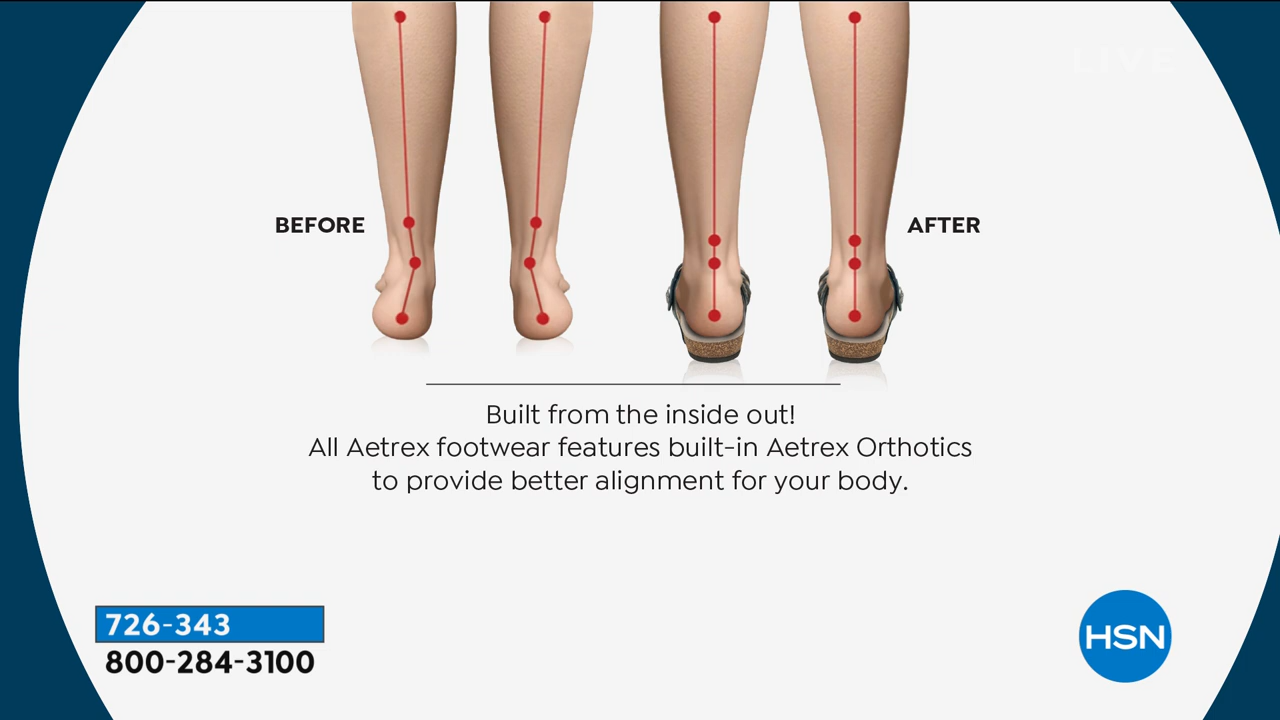 LIVE
BEFORE
AFTER
Built from the inside out!
All Aetrex footwear features built-in Aetrex Orthotics
to provide better alignment for your body.
726-343
800-284-3100
HSN